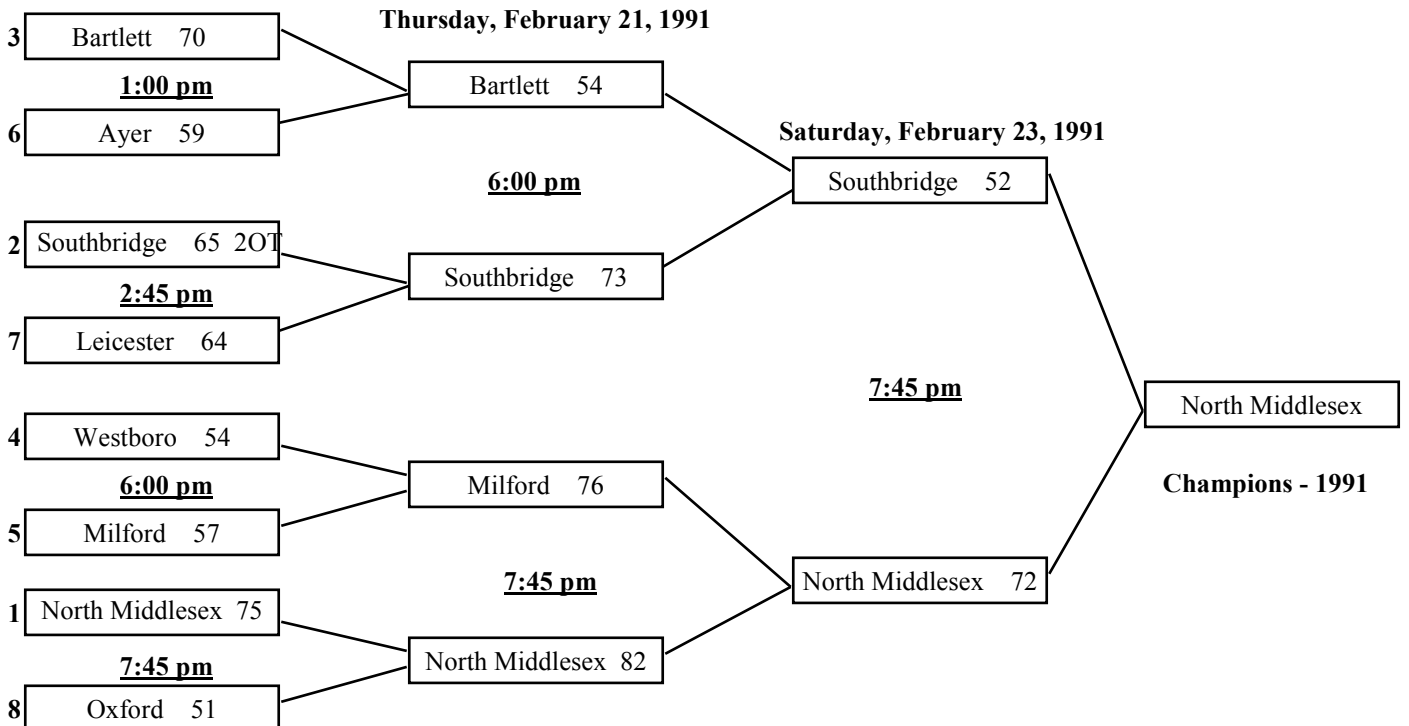 Thursday, February 21, 1991
3 Bartlett 70
1:00 pm
6 Ayer 59
Bartlett 54
Saturday, February 23, 1991
6:00 pm
Southbridge 52
2 Southbridge 65 2OT
2:45 pm
7 Leicester 64
Southbridge 73
7:45 pm
North Middlesex
Champions - 1991
4 Westboro 54
6:00 pm
5 Milford 57
Milford 76
7:45 pm
North Middlesex 72
1 North Middlesex 75
7:45 pm
8 Oxford 51
North Middlesex 82